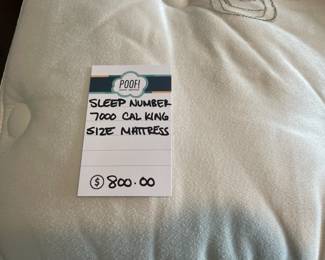 POOF!
SLEEP NUMBER
7000 CAL KING
SIZE MATTRESS
$ 800.00